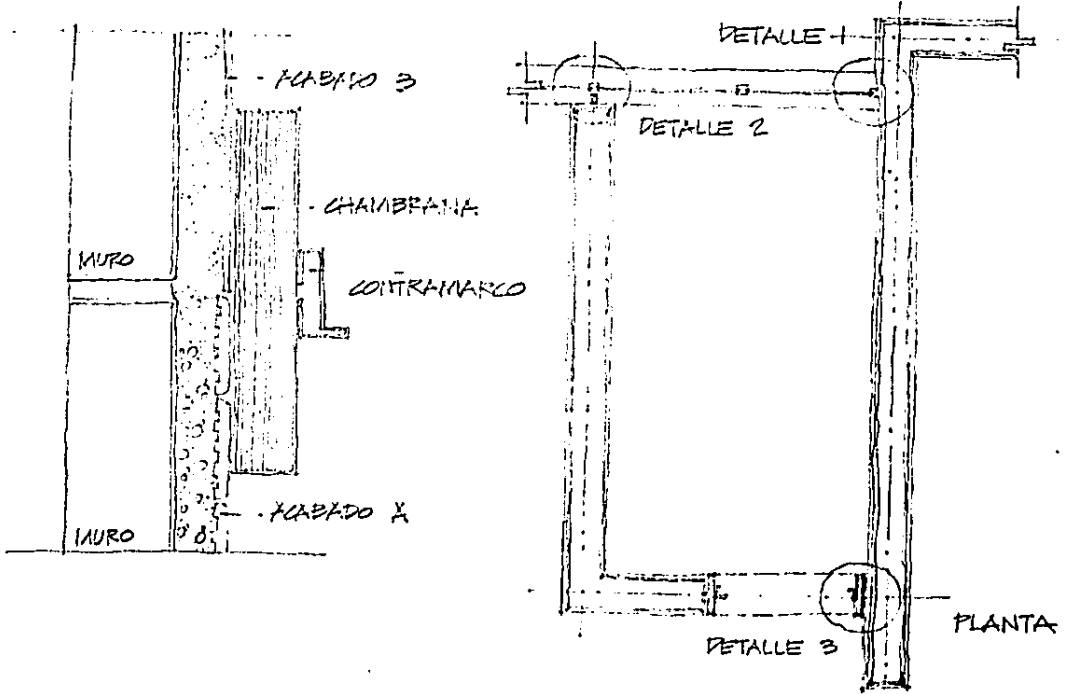 ACABADO 3
CHAMBRANA
MURO
CONTRAMARCO
ACABADO A
MURO
DETALLE 1
DETALLE 2
DETALLE 3
PLANTA